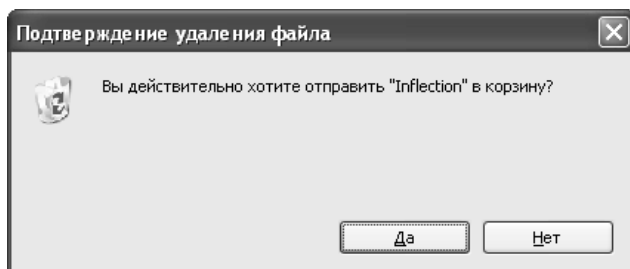 Подтверждение удаления файла
Вы действительно хотите отправить "Inflection" в корзину?
Да
Нет